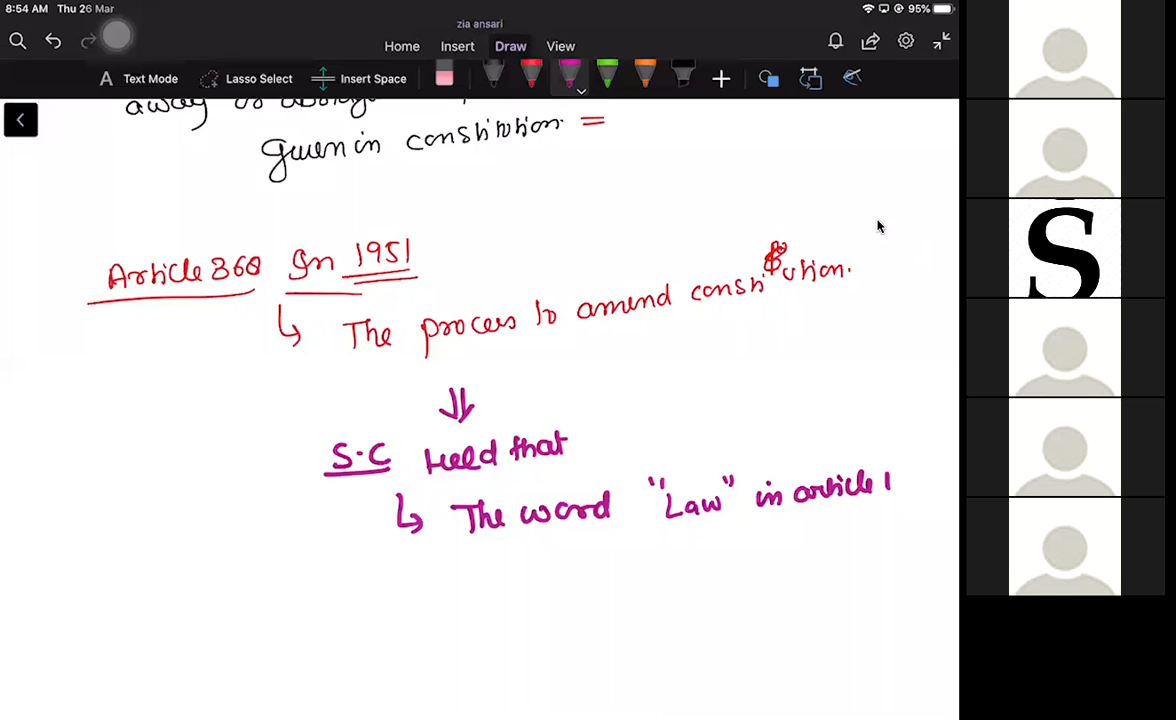 8:54 AM Thu 26 Mar
95%
zia ansari
Home Insert Draw View
Text Mode Lasso Select Insert Space
away or
given in constitution =
Article 368 In 1951
↳ The process to amend constitution.
⇓
S.C Held that
↳ The word "Law" in article 1
S